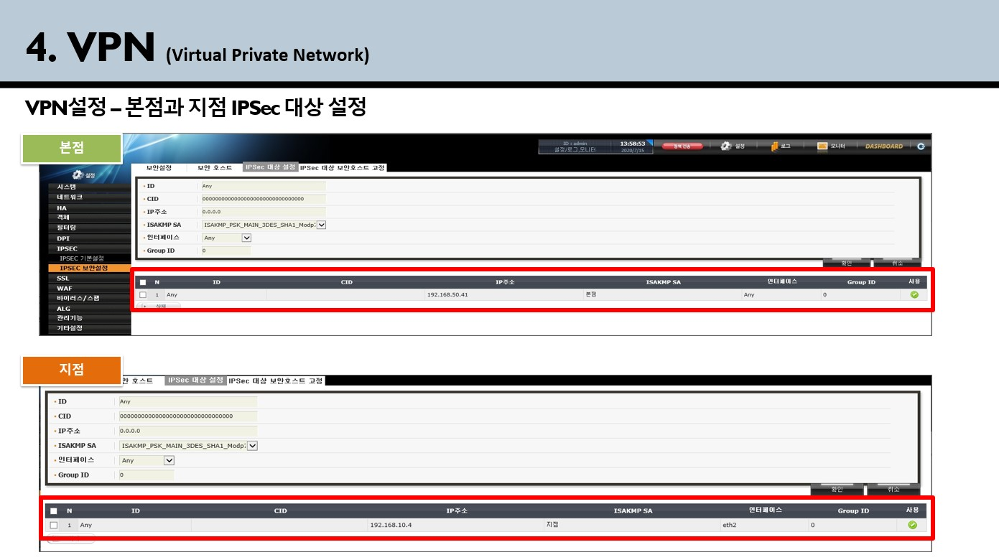 4. VPN (Virtual Private Network)
VPN설정 – 본점과 지점 IPSec 대상 설정
본점
ID : admin
설정/로그,모니터
13:58:53
2020/7/15
정책 전송
설정
로그
모니터
DASHBOARD
설정
시스템
네트워크
HA
객체
필터링
DPI
IPSEC
IPSEC 기본설정
IPSEC 보안설정
SSL
WAF
바이러스/스팸
ALG
관리기능
기타설정
보안설정 보안 호스트 IPSec 대상 설정 IPSec 대상 보안호스트 고정
ID Any
CID 00000000000000000000000000000000
IP주소 0.0.0.0
ISAKMP SA ISAKMP_PSK_MAIN_3DES_SHA1_Modp
인터페이스 Any
Group ID 0
확인 취소
N ID CID IP주소 ISAKMP SA 인터페이스 Group ID 사용
1 Any 192.168.50.41 본점 Any 0
삭제
지점
안 호스트 IPSec 대상 설정 IPSec 대상 보안호스트 고정
ID Any
CID 00000000000000000000000000000000
IP주소 0.0.0.0
ISAKMP SA ISAKMP_PSK_MAIN_3DES_SHA1_Modp
인터페이스 Any
Group ID 0
확인 취소
N ID CID IP주소 ISAKMP SA 인터페이스 Group ID 사용
1 Any 192.168.10.4 지점 eth2 0